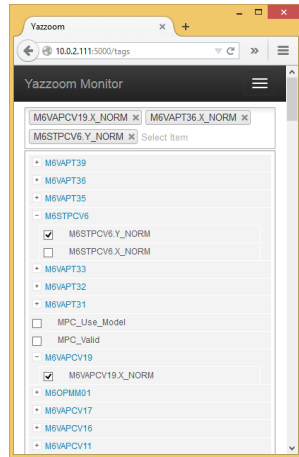 Yazzoom
10.0.2.111:5000/tags
Yazzoom Monitor
M6VAPCV19.X_NORM × M6VAPT36.X_NORM ×
M6STPCV6.Y_NORM × Select Item
+ M6VAPT39
+ M6VAPT36
+ M6VAPT35
− M6STPCV6
M6STPCV6.Y_NORM
M6STPCV6.X_NORM
+ M6VAPT33
+ M6VAPT32
+ M6VAPT31
MPC_Use_Model
MPC_Valid
− M6VAPCV19
M6VAPCV19.X_NORM
+ M6OPMM01
+ M6VAPCV17
+ M6VAPCV16
+ M6VAPCV11